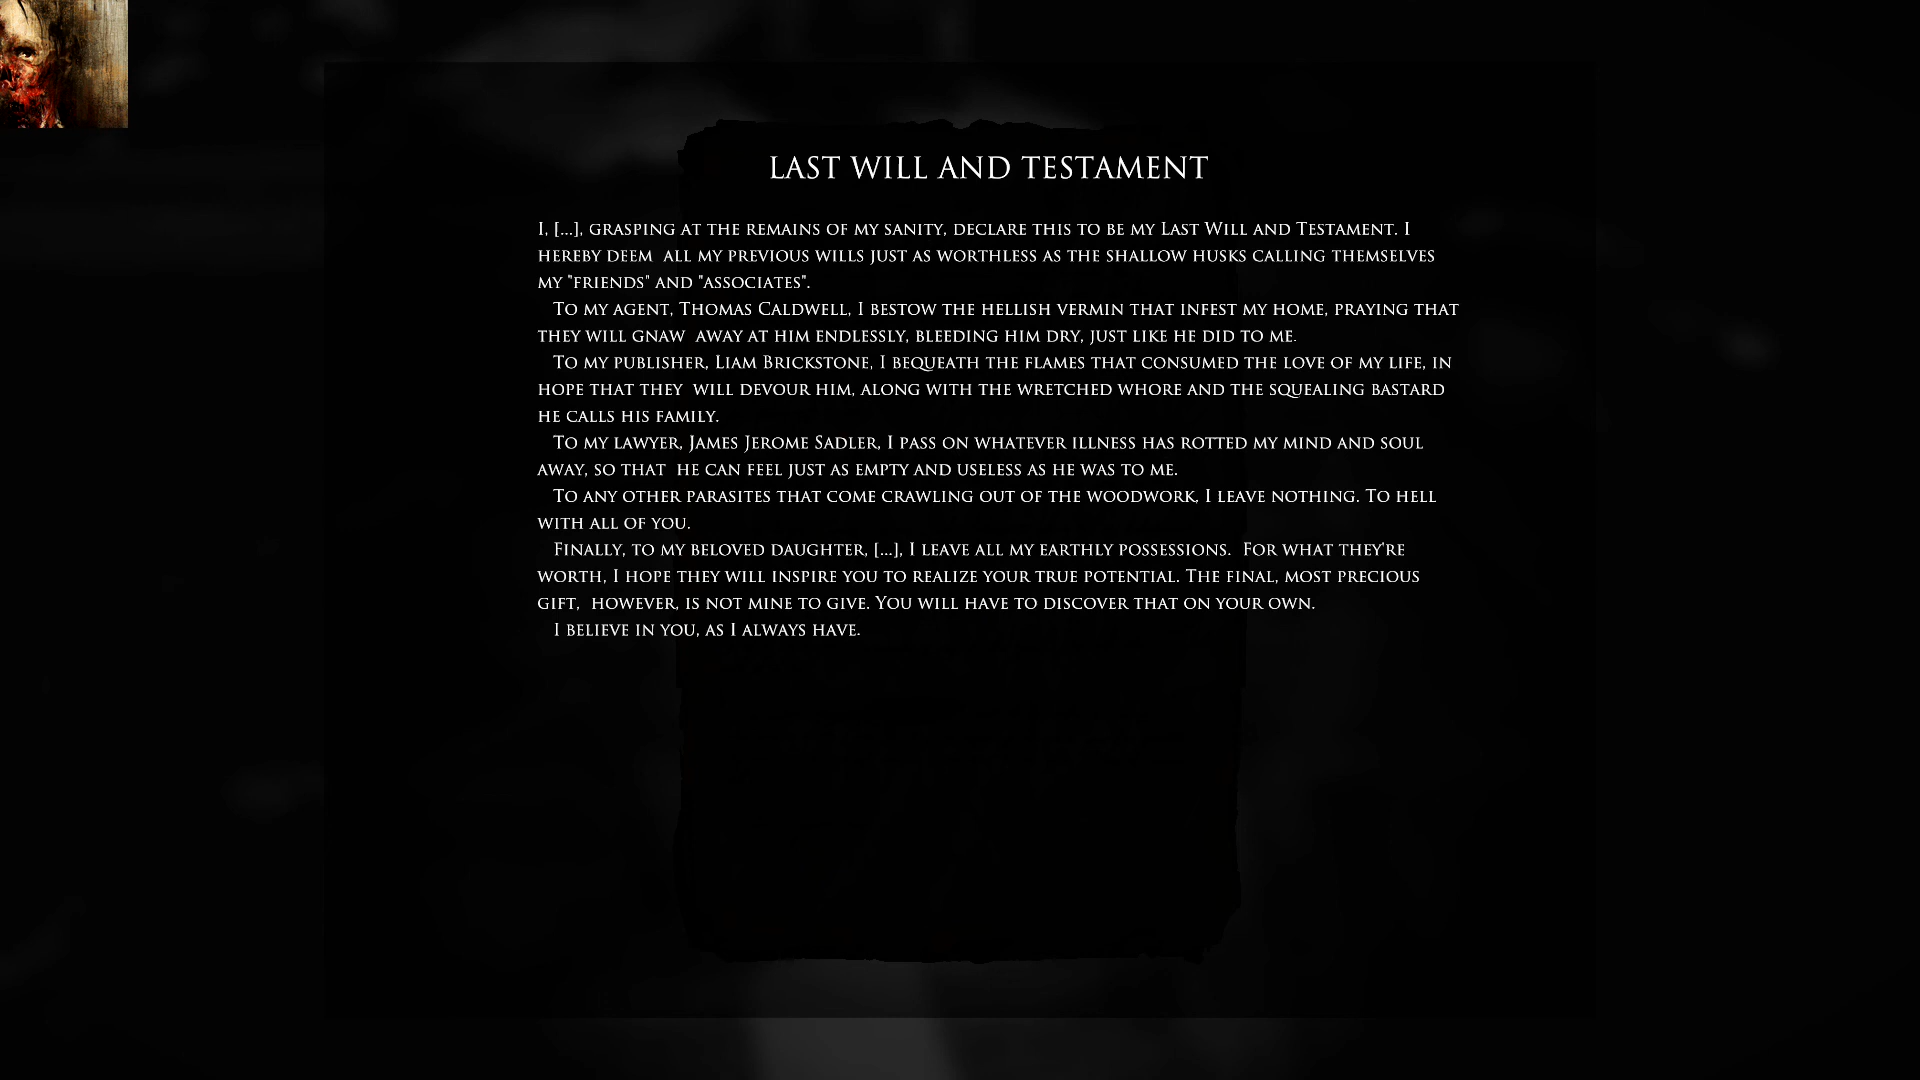 LAST WILL AND TESTAMENT
I, [...], grasping at the remains of my sanity, declare this to be my Last Will and Testament. I
hereby deem  all my previous wills just as worthless as the shallow husks calling themselves
my "friends" and "associates".
To my agent, Thomas Caldwell, I bestow the hellish vermin that infest my home, praying that
they will gnaw  away at him endlessly, bleeding him dry, just like he did to me.
To my publisher, Liam Brickstone, I bequeath the flames that consumed the love of my life, in
hope that they  will devour him, along with the wretched whore and the squealing bastard
he calls his family.
To my lawyer, James Jerome Sadler, I pass on whatever illness has rotted my mind and soul
away, so that  he can feel just as empty and useless as he was to me.
To any other parasites that come crawling out of the woodwork, I leave nothing. To hell
with all of you.
Finally, to my beloved daughter, [...], I leave all my earthly possessions.  For what they're
worth, I hope they will inspire you to realize your true potential. The final, most precious
gift,  however, is not mine to give. You will have to discover that on your own.
I believe in you, as I always have.